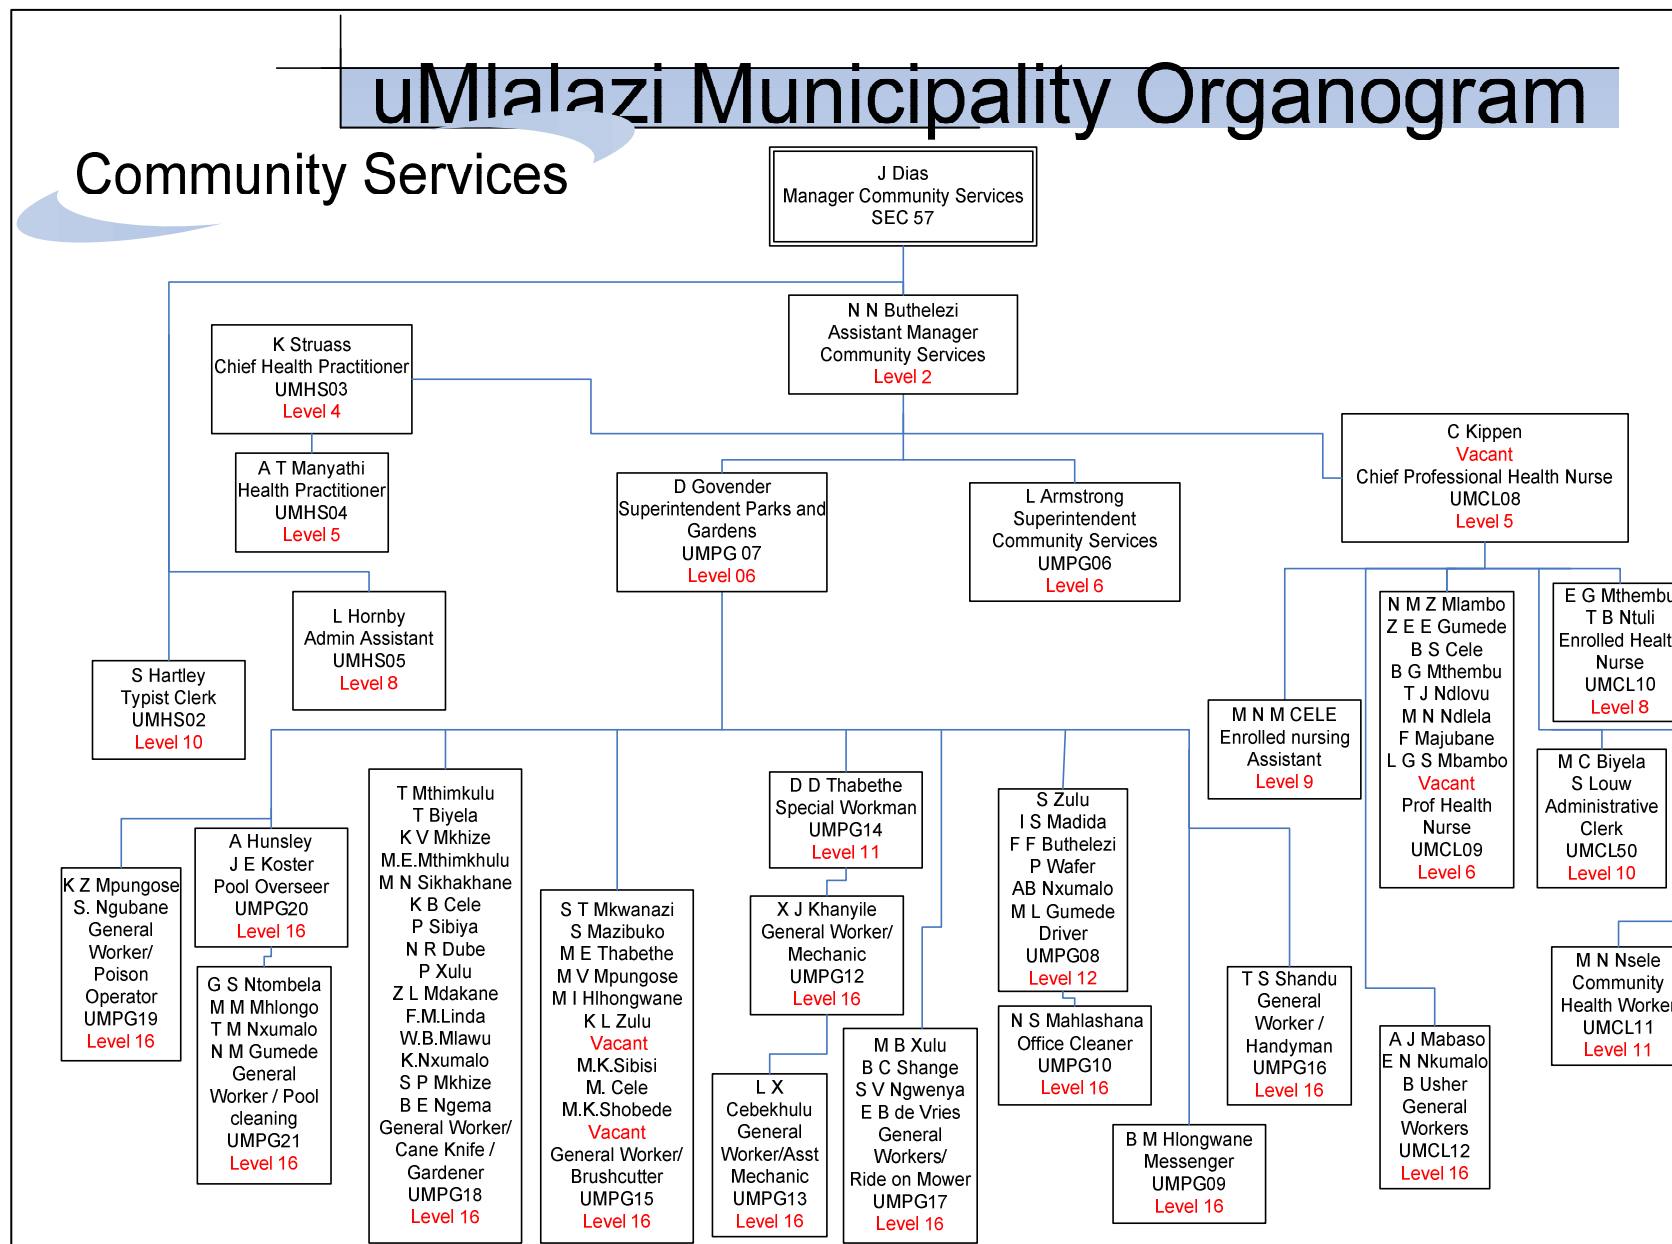 uMlalazi Municipality Organogram
Community Services
J Dias
Manager Community Services
SEC 57
N N Buthelezi
Assistant Manager
Community Services
Level 2
K Struass
Chief Health Practitioner
UMHS03
Level 4
A T Manyathi
Health Practitioner
UMHS04
Level 5
C Kippen
Vacant
Chief Professional Health Nurse
UMCL08
Level 5
D Govender
Superintendent Parks and
Gardens
UMPG 07
Level 06
L Armstrong
Superintendent
Community Services
UMPG06
Level 6
L Hornby
Admin Assistant
UMHS05
Level 8
S Hartley
Typist Clerk
UMHS02
Level 10
M N M CELE
Enrolled nursing
Assistant
Level 9
N M Z Mlambo
Z E E Gumede
B S Cele
B G Mthembu
T J Ndlovu
M N Ndlela
F Majubane
L G S Mbambo
Vacant
Prof Health
Nurse
UMCL09
Level 6
E G Mthembu
T B Ntuli
Enrolled Healt
Nurse
UMCL10
Level 8
M C Biyela
S Louw
Administrative
Clerk
UMCL50
Level 10
K Z Mpungose
S. Ngubane
General
Worker/
Poison
Operator
UMPG19
Level 16
A Hunsley
J E Koster
Pool Overseer
UMPG20
Level 16
G S Ntombela
M M Mhlongo
T M Nxumalo
N M Gumede
General
Worker / Pool
cleaning
UMPG21
Level 16
T Mthimkulu
T Biyela
K V Mkhize
M.E.Mthimkhulu
M N Sikhakhane
K B Cele
P Sibiya
N R Dube
P Xulu
Z L Mdakane
F.M.Linda
W.B.Mlawu
K.Nxumalo
S P Mkhize
B E Ngema
General Worker/
Cane Knife /
Gardener
UMPG18
Level 16
S T Mkwanazi
S Mazibuko
M E Thabethe
M V Mpungose
M I Hlhongwane
K L Zulu
Vacant
M.K.Sibisi
M. Cele
M.K.Shobede
Vacant
General Worker/
Brushcutter
UMPG15
Level 16
D D Thabethe
Special Workman
UMPG14
Level 11
X J Khanyile
General Worker/
Mechanic
UMPG12
Level 16
L X
Cebekhulu
General
Worker/Asst
Mechanic
UMPG13
Level 16
M B Xulu
B C Shange
S V Ngwenya
E B de Vries
General
Workers/
Ride on Mower
UMPG17
Level 16
S Zulu
I S Madida
F F Buthelezi
P Wafer
AB Nxumalo
M L Gumede
Driver
UMPG08
Level 12
N S Mahlashana
Office Cleaner
UMPG10
Level 16
B M Hlongwane
Messenger
UMPG09
Level 16
T S Shandu
General
Worker /
Handyman
UMPG16
Level 16
A J Mabaso
E N Nkumalo
B Usher
General
Workers
UMCL12
Level 16
M N Nsele
Community
Health Worker
UMCL11
Level 11